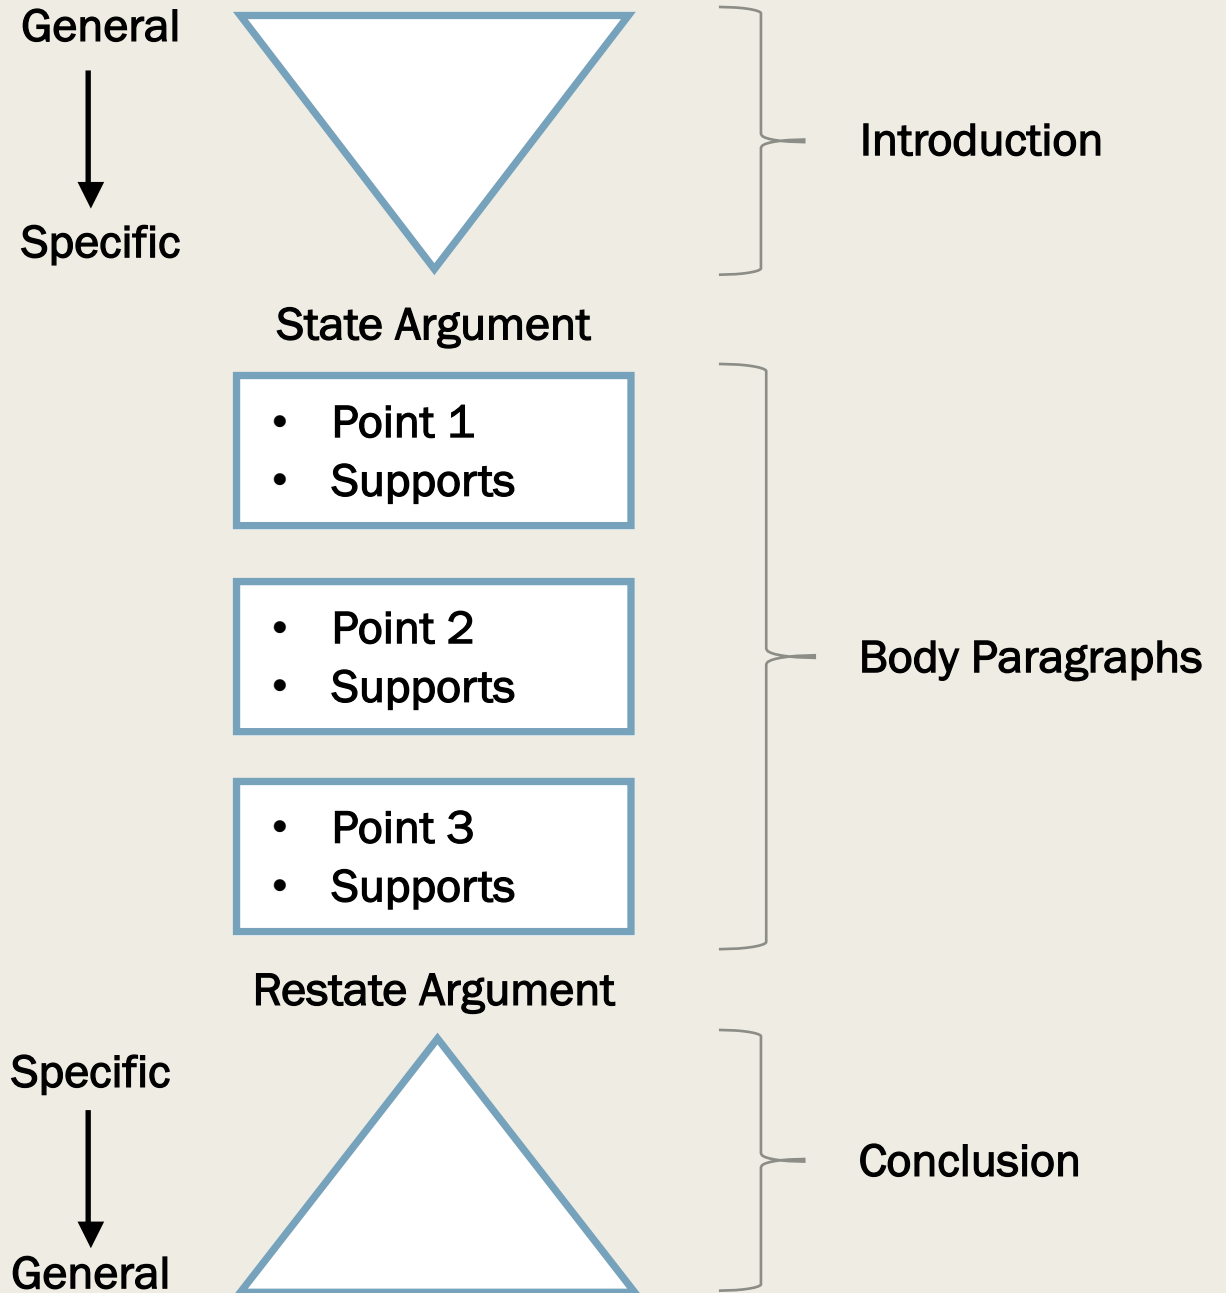 General
Specific
Introduction
State Argument
• Point 1
• Supports
• Point 2
• Supports
Body Paragraphs
• Point 3
• Supports
Restate Argument
Specific
General
Conclusion